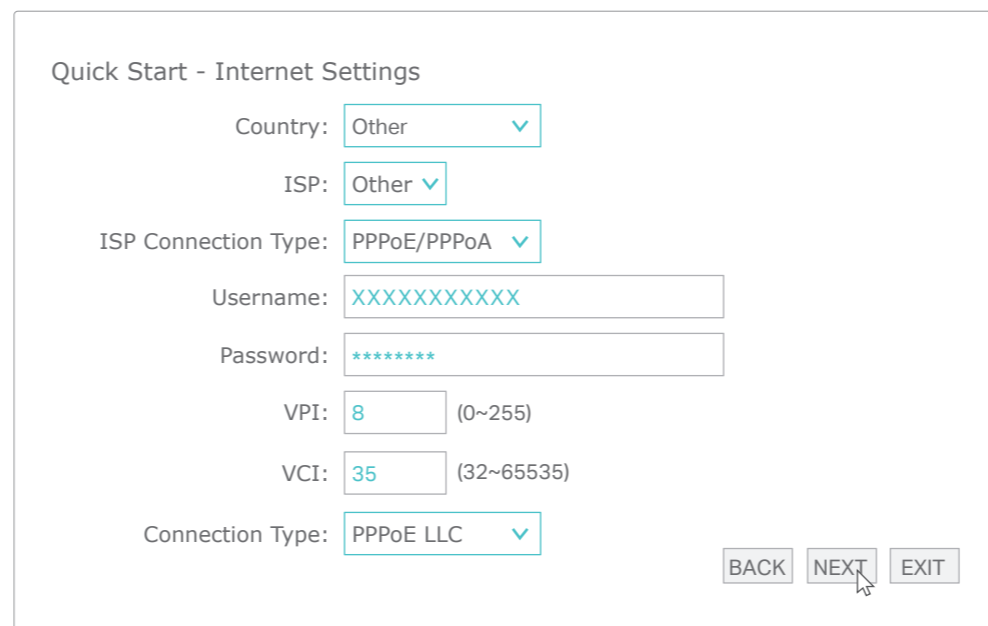 Quick Start - Internet Settings
Country: Other
ISP: Other
ISP Connection Type: PPPoE/PPPoA
Username: XXXXXXXXXXX
Password: ********
VPI: 8 (0~255)
VCI: 35 (32~65535)
Connection Type: PPPoE LLC
BACK NEXT EXIT